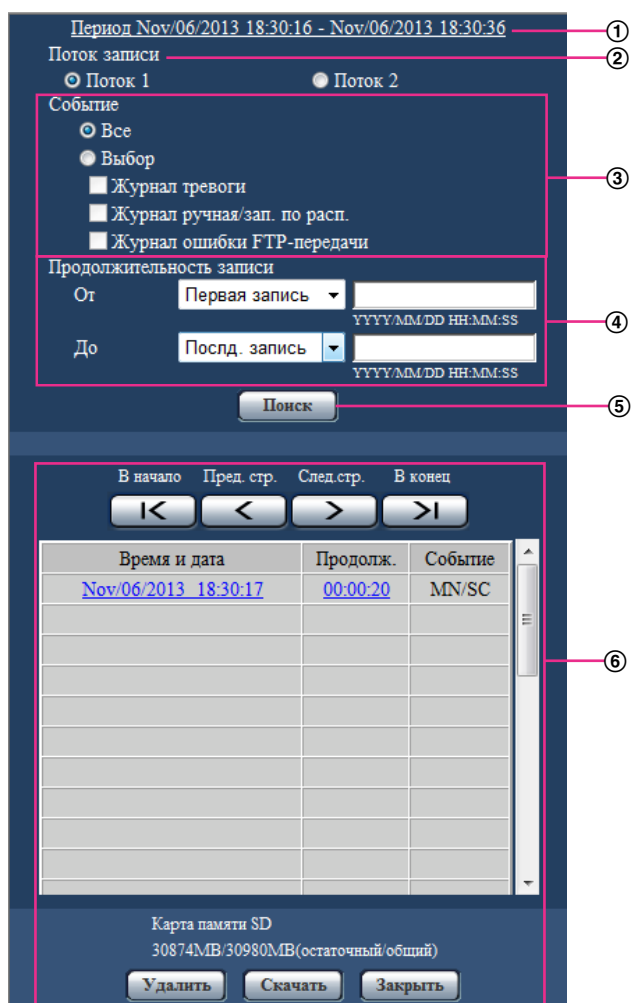 Период Nov/06/2013 18:30:16 - Nov/06/2013 18:30:36 ①
Поток записи ②
Поток 1 Поток 2
Событие
Все
Выбор
③
Журнал тревоги
Журнал ручная/зап. по расп.
Журнал ошибки FTP-передачи
Продолжительность записи
От Первая запись
YYYY/MM/DD HH:MM:SS
④
До Послд. запись
YYYY/MM/DD HH:MM:SS
Поиск ⑤
В начало Пред. стр. След.стр. В конец
Время и дата Продолж. Событие
Nov/06/2013 18:30:17 00:00:20 MN/SC
⑥
Карта памяти SD
30874MB/30980MB(остаточный/общий)
Удалить Скачать Закрыть